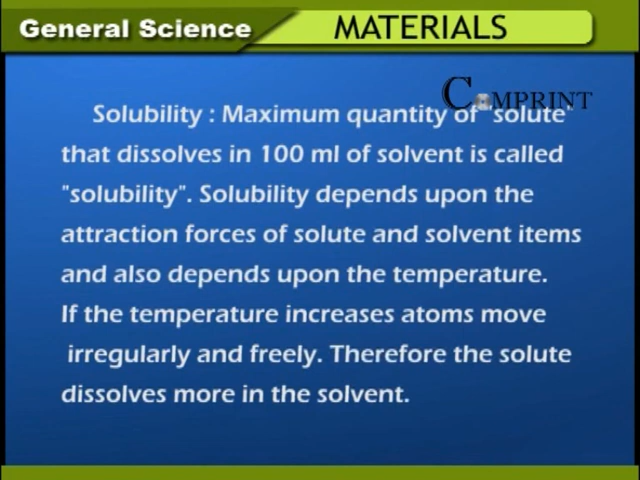 General Science
MATERIALS
COMPRINT
Solubility : Maximum quantity of "solute"
that dissolves in 100 ml of solvent is called
"solubility". Solubility depends upon the
attraction forces of solute and solvent items
and also depends upon the temperature.
If the temperature increases atoms move
irregularly and freely. Therefore the solute
dissolves more in the solvent.